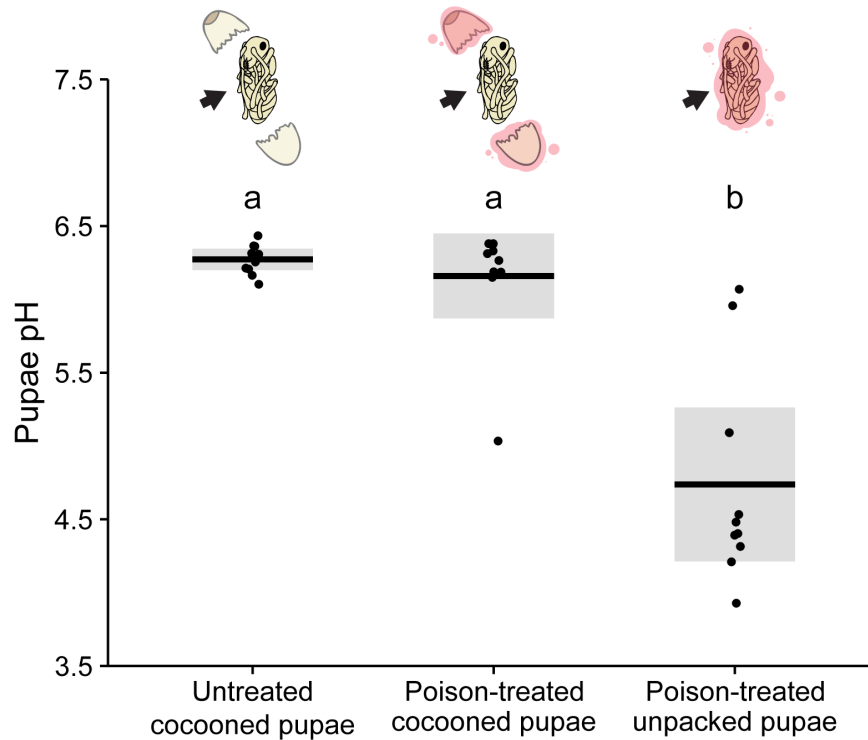 7.5
a a b
6.5
5.5
4.5
3.5
Pupae pH
Untreated
cocooned pupae
Poison-treated
cocooned pupae
Poison-treated
unpacked pupae